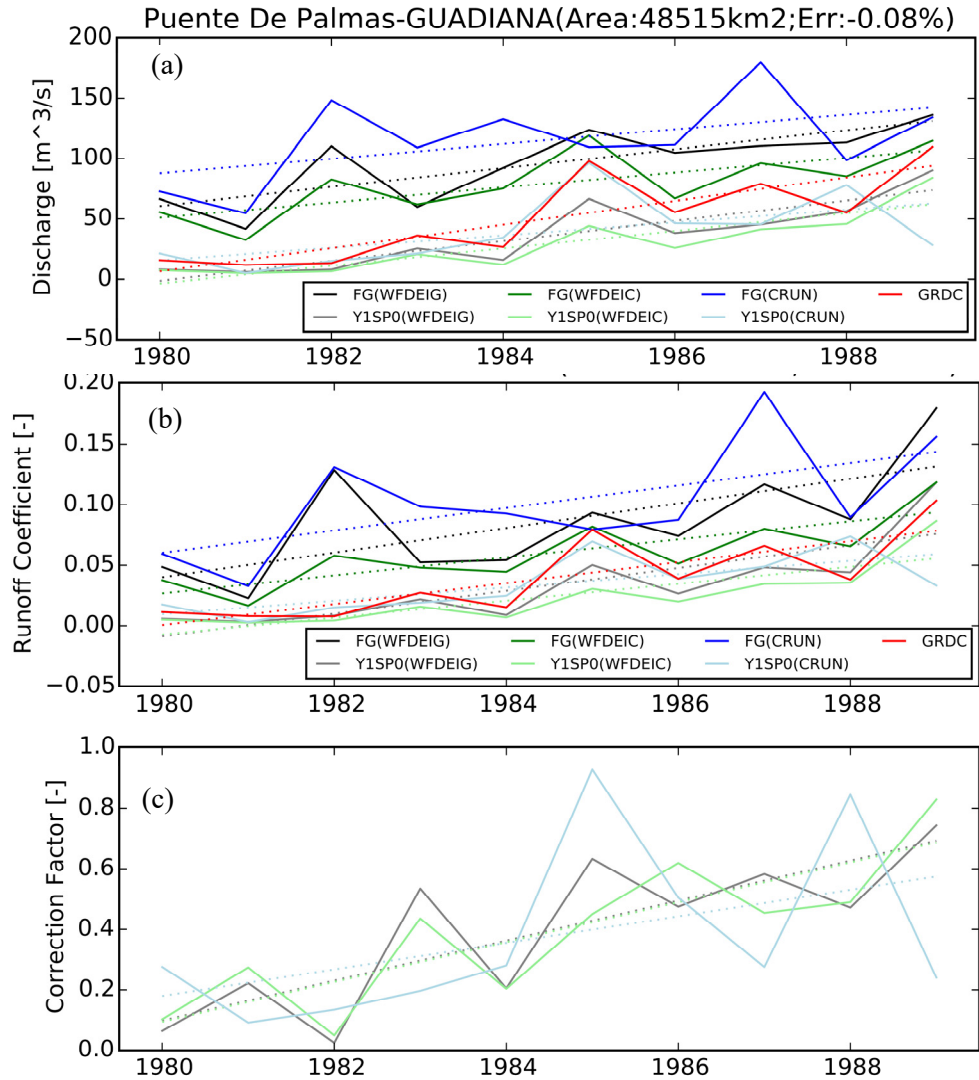 Puente De Palmas-GUADIANA(Area:48515km2;Err:-0.08%)
200
(a)
150
100
50
0
−50
Discharge [m^3/s]
FG(WFDEIG) FG(WFDEIC) FG(CRUN) GRDC
Y1SP0(WFDEIG) Y1SP0(WFDEIC) Y1SP0(CRUN)
1980 1982 1984 1986 1988
0.20
(b)
0.15
0.10
0.05
0.00
−0.05
Runoff Coefficient [-]
FG(WFDEIG) FG(WFDEIC) FG(CRUN) GRDC
Y1SP0(WFDEIG) Y1SP0(WFDEIC) Y1SP0(CRUN)
1980 1982 1984 1986 1988
1.0
(c)
0.8
0.6
0.4
0.2
0.0
Correction Factor [-]
1980 1982 1984 1986 1988